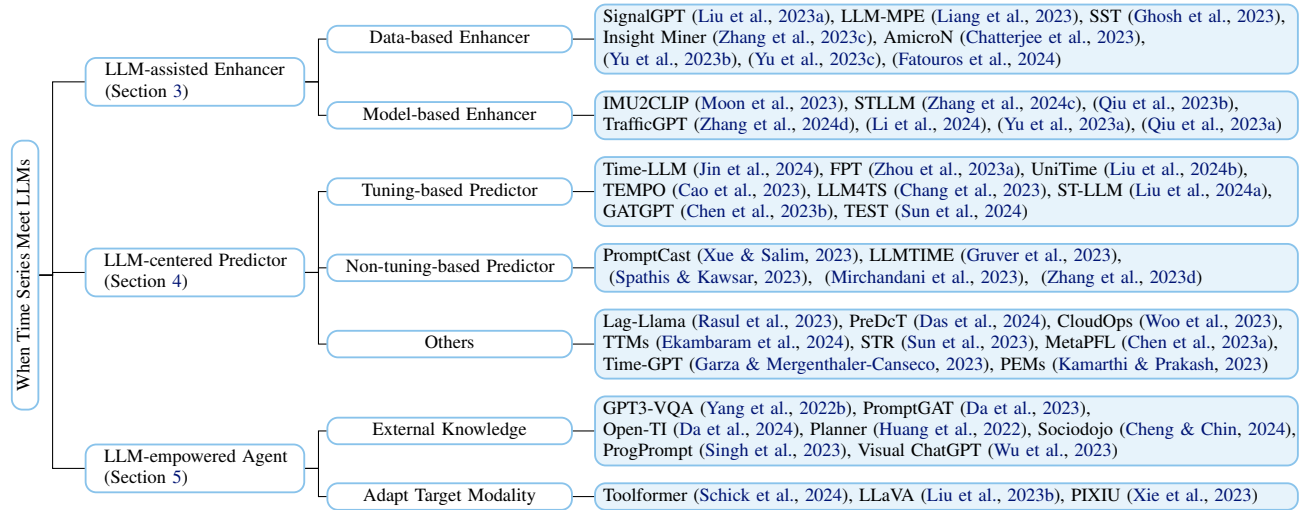 When Time Series Meet LLMs
LLM-assisted Enhancer
(Section 3)
Data-based Enhancer
SignalGPT (Liu et al., 2023a), LLM-MPE (Liang et al., 2023), SST (Ghosh et al., 2023),
Insight Miner (Zhang et al., 2023c), AmicroN (Chatterjee et al., 2023),
(Yu et al., 2023b), (Yu et al., 2023c), (Fatouros et al., 2024)
Model-based Enhancer
IMU2CLIP (Moon et al., 2023), STLLM (Zhang et al., 2024c), (Qiu et al., 2023b),
TrafficGPT (Zhang et al., 2024d), (Li et al., 2024), (Yu et al., 2023a), (Qiu et al., 2023a)
LLM-centered Predictor
(Section 4)
Tuning-based Predictor
Time-LLM (Jin et al., 2024), FPT (Zhou et al., 2023a), UniTime (Liu et al., 2024b),
TEMPO (Cao et al., 2023), LLM4TS (Chang et al., 2023), ST-LLM (Liu et al., 2024a),
GATGPT (Chen et al., 2023b), TEST (Sun et al., 2024)
Non-tuning-based Predictor
PromptCast (Xue & Salim, 2023), LLMTIME (Gruver et al., 2023),
(Spathis & Kawsar, 2023), (Mirchandani et al., 2023), (Zhang et al., 2023d)
Others
Lag-Llama (Rasul et al., 2023), PreDcT (Das et al., 2024), CloudOps (Woo et al., 2023),
TTMs (Ekambaram et al., 2024), STR (Sun et al., 2023), MetaPFL (Chen et al., 2023a),
Time-GPT (Garza & Mergenthaler-Canseco, 2023), PEMs (Kamarthi & Prakash, 2023)
LLM-empowered Agent
(Section 5)
External Knowledge
GPT3-VQA (Yang et al., 2022b), PromptGAT (Da et al., 2023),
Open-TI (Da et al., 2024), Planner (Huang et al., 2022), Sociodojo (Cheng & Chin, 2024),
ProgPrompt (Singh et al., 2023), Visual ChatGPT (Wu et al., 2023)
Adapt Target Modality
Toolformer (Schick et al., 2024), LLaVA (Liu et al., 2023b), PIXIU (Xie et al., 2023)